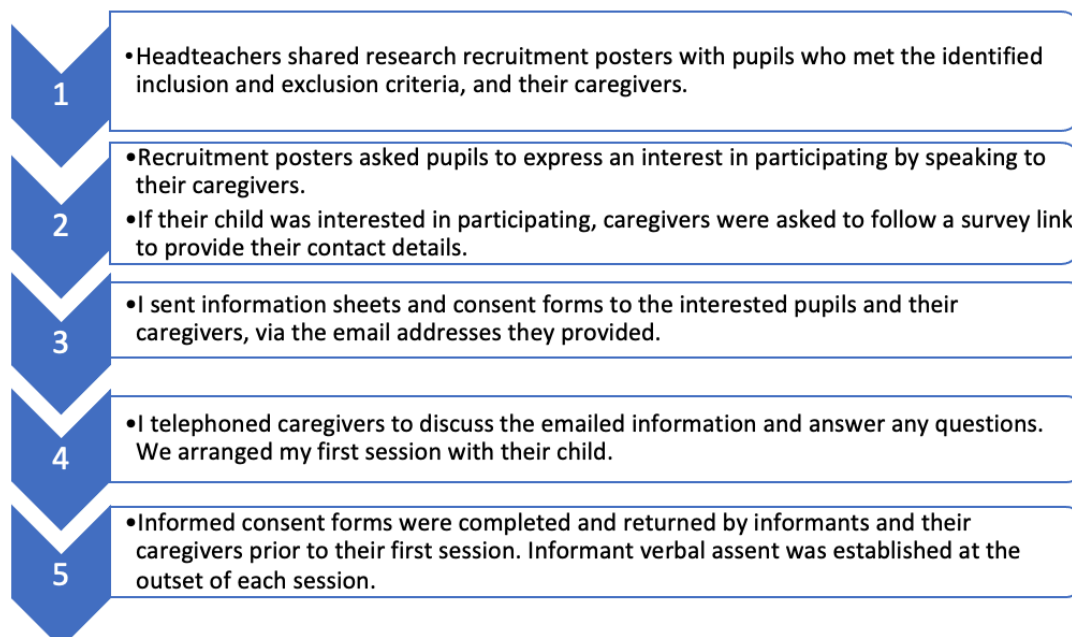 1
•Headteachers shared research recruitment posters with pupils who met the identified
inclusion and exclusion criteria, and their caregivers.
2
•Recruitment posters asked pupils to express an interest in participating by speaking to
their caregivers.
•If their child was interested in participating, caregivers were asked to follow a survey link
to provide their contact details.
3
•I sent information sheets and consent forms to the interested pupils and their
caregivers, via the email addresses they provided.
4
•I telephoned caregivers to discuss the emailed information and answer any questions.
We arranged my first session with their child.
5
•Informed consent forms were completed and returned by informants and their
caregivers prior to their first session. Informant verbal assent was established at the
outset of each session.